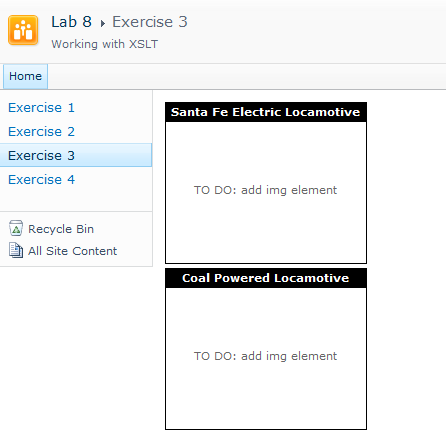 Lab 8 ▸ Exercise 3
Working with XSLT
Home
Exercise 1
Exercise 2
Exercise 3
Exercise 4
Recycle Bin
All Site Content
Santa Fe Electric Locamotive
TO DO: add img element
Coal Powered Locamotive
TO DO: add img element